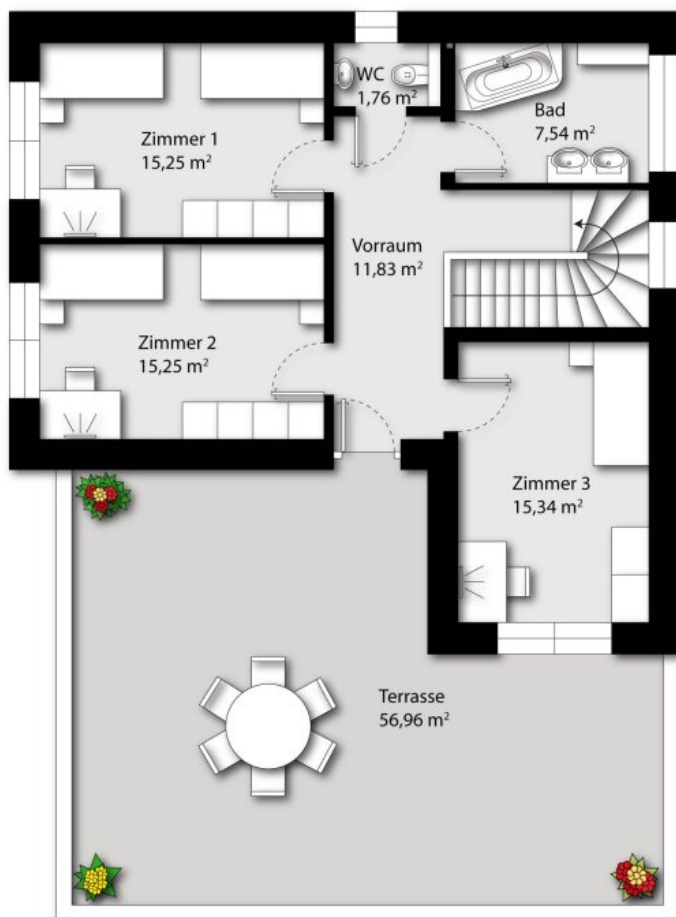 WC
1,76 m²
Bad
7,54 m²
Zimmer 1
15,25 m²
Vorraum
11,83 m²
Zimmer 2
15,25 m²
Zimmer 3
15,34 m²
Terrasse
56,96 m²